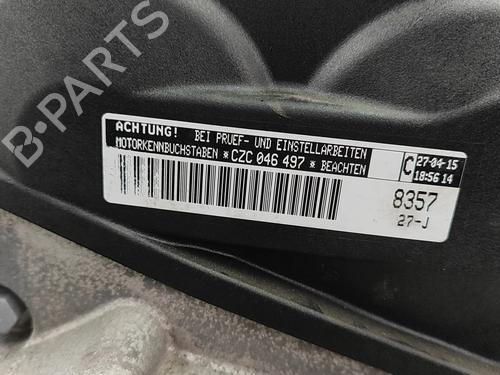 ACHTUNG! BEI PRUEF- UND EINSTELLARBEITEN
MOTORKENNBUCHSTABEN *CZC 046 497* BEACHTEN
C 27-04-15
18:56 14
8357
27-J
B-PARTS